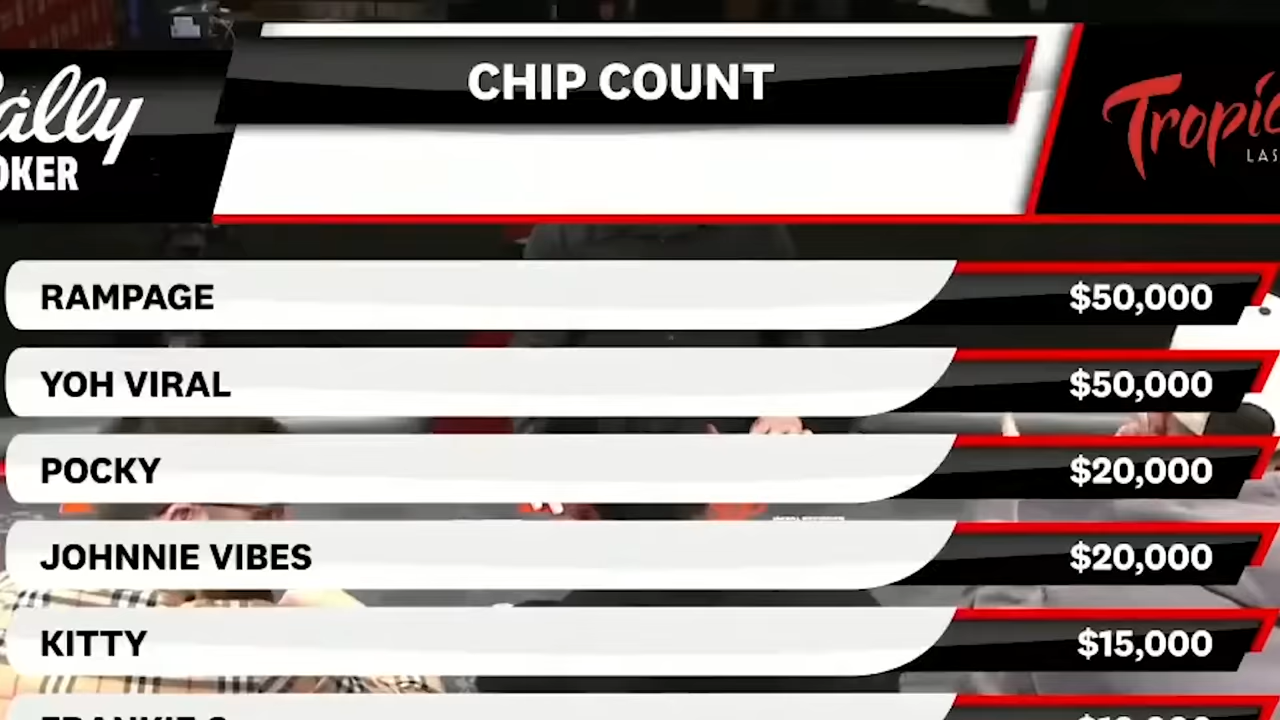 CHIP COUNT
RAMPAGE $50,000
YOH VIRAL $50,000
POCKY $20,000
JOHNNIE VIBES $20,000
KITTY $15,000